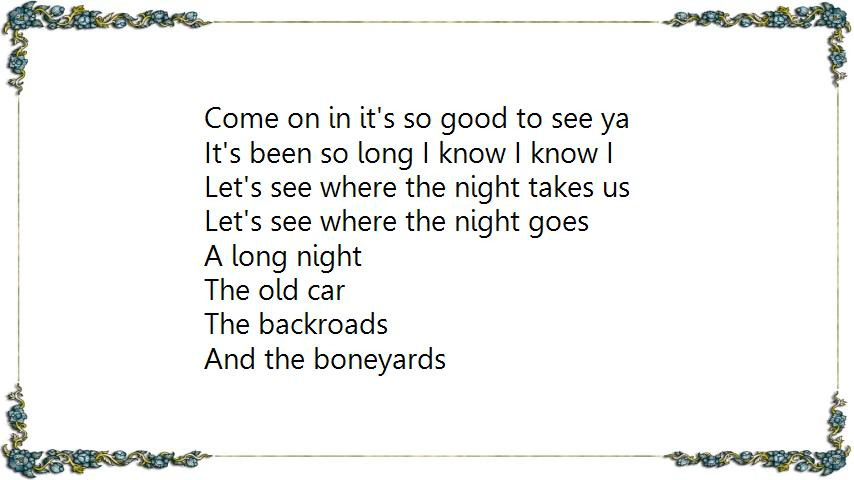 Come on in it's so good to see ya
It's been so long I know I know I
Let's see where the night takes us
Let's see where the night goes
A long night
The old car
The backroads
And the boneyards